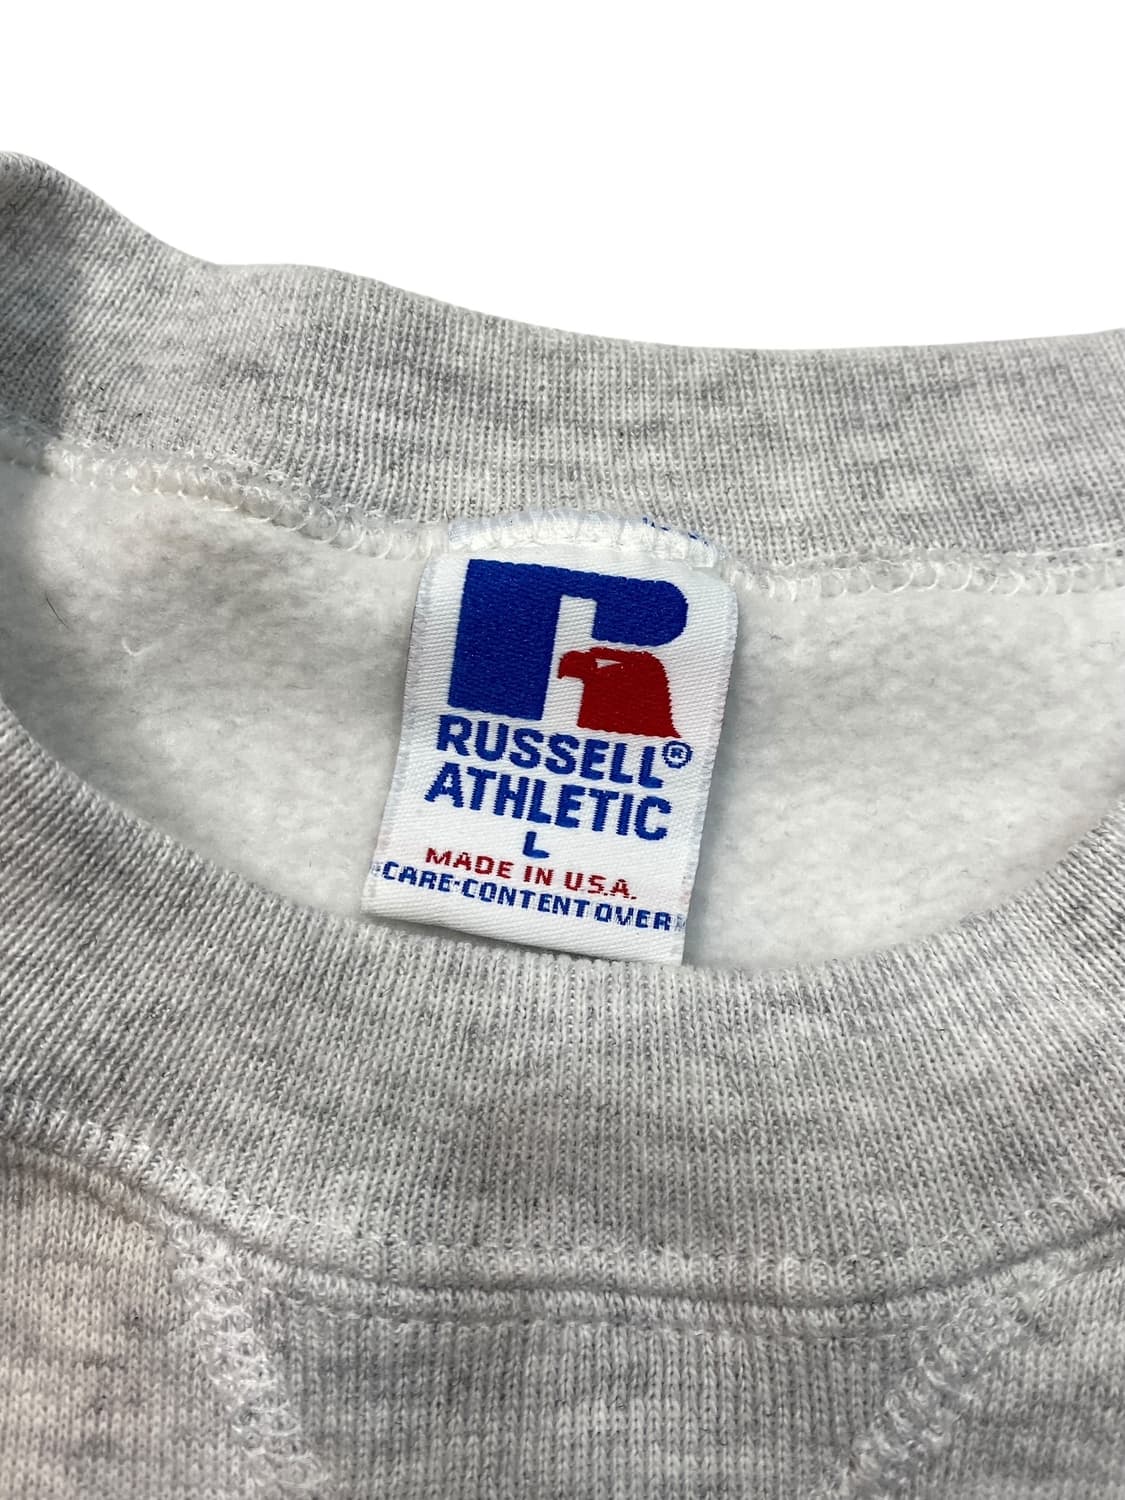 R
RUSSELL®
ATHLETIC
L
MADE IN U.S.A.
CARE·CONTENT OVER